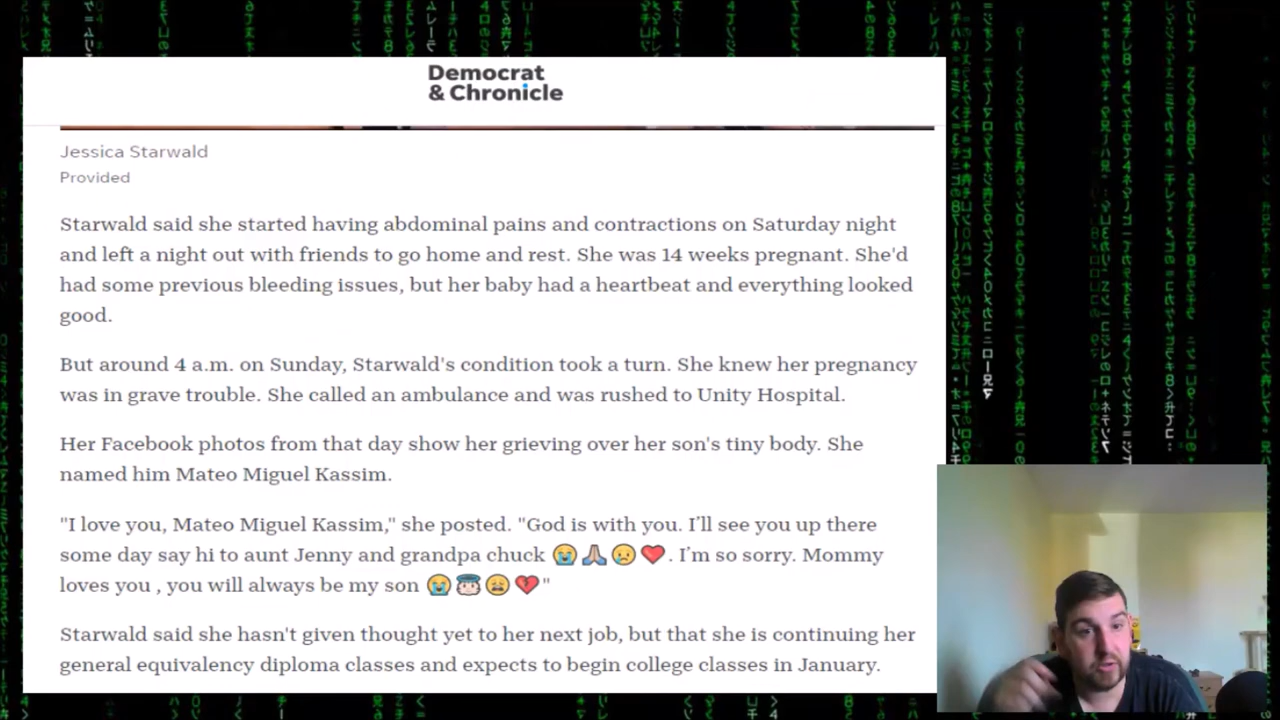 Democrat
& Chronicle
Jessica Starwald
Provided
Starwald said she started having abdominal pains and contractions on Saturday night
and left a night out with friends to go home and rest. She was 14 weeks pregnant. She'd
had some previous bleeding issues, but her baby had a heartbeat and everything looked
good.
But around 4 a.m. on Sunday, Starwald's condition took a turn. She knew her pregnancy
was in grave trouble. She called an ambulance and was rushed to Unity Hospital.
Her Facebook photos from that day show her grieving over her son's tiny body. She
named him Mateo Miguel Kassim.
"I love you, Mateo Miguel Kassim," she posted. "God is with you. I’ll see you up there
some day say hi to aunt Jenny and grandpa chuck 😭🙏🏼😢❤️. I’m so sorry. Mommy
loves you , you will always be my son 😭👼🏻😩💔"
Starwald said she hasn't given thought yet to her next job, but that she is continuing her
general equivalency diploma classes and expects to begin college classes in January.